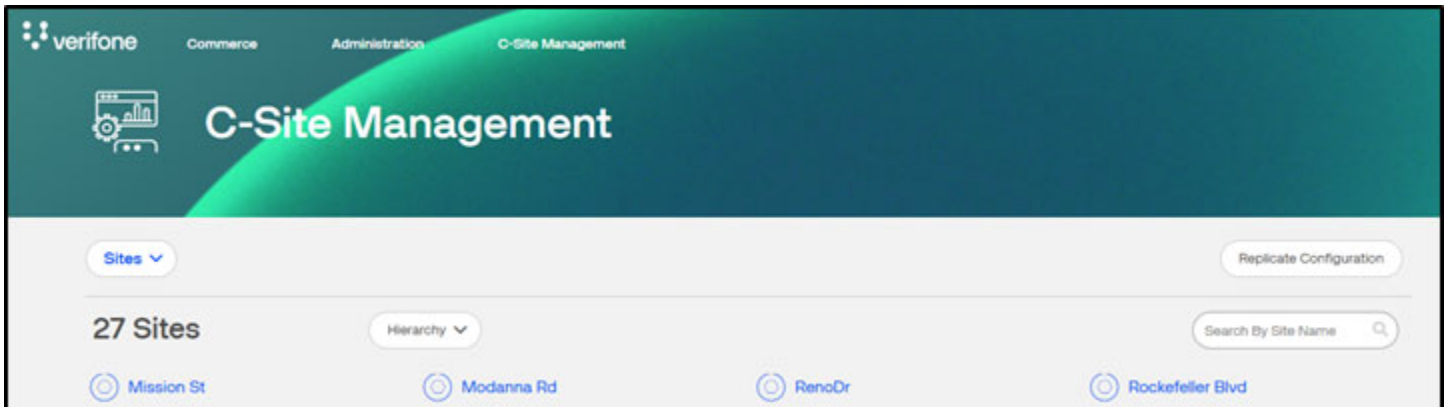 verifone Commerce Administration C-Site Management
C-Site Management
Sites Replicate Configuration
27 Sites Hierarchy Search By Site Name
Mission St Modanna Rd RenoDr Rockefeller Blvd